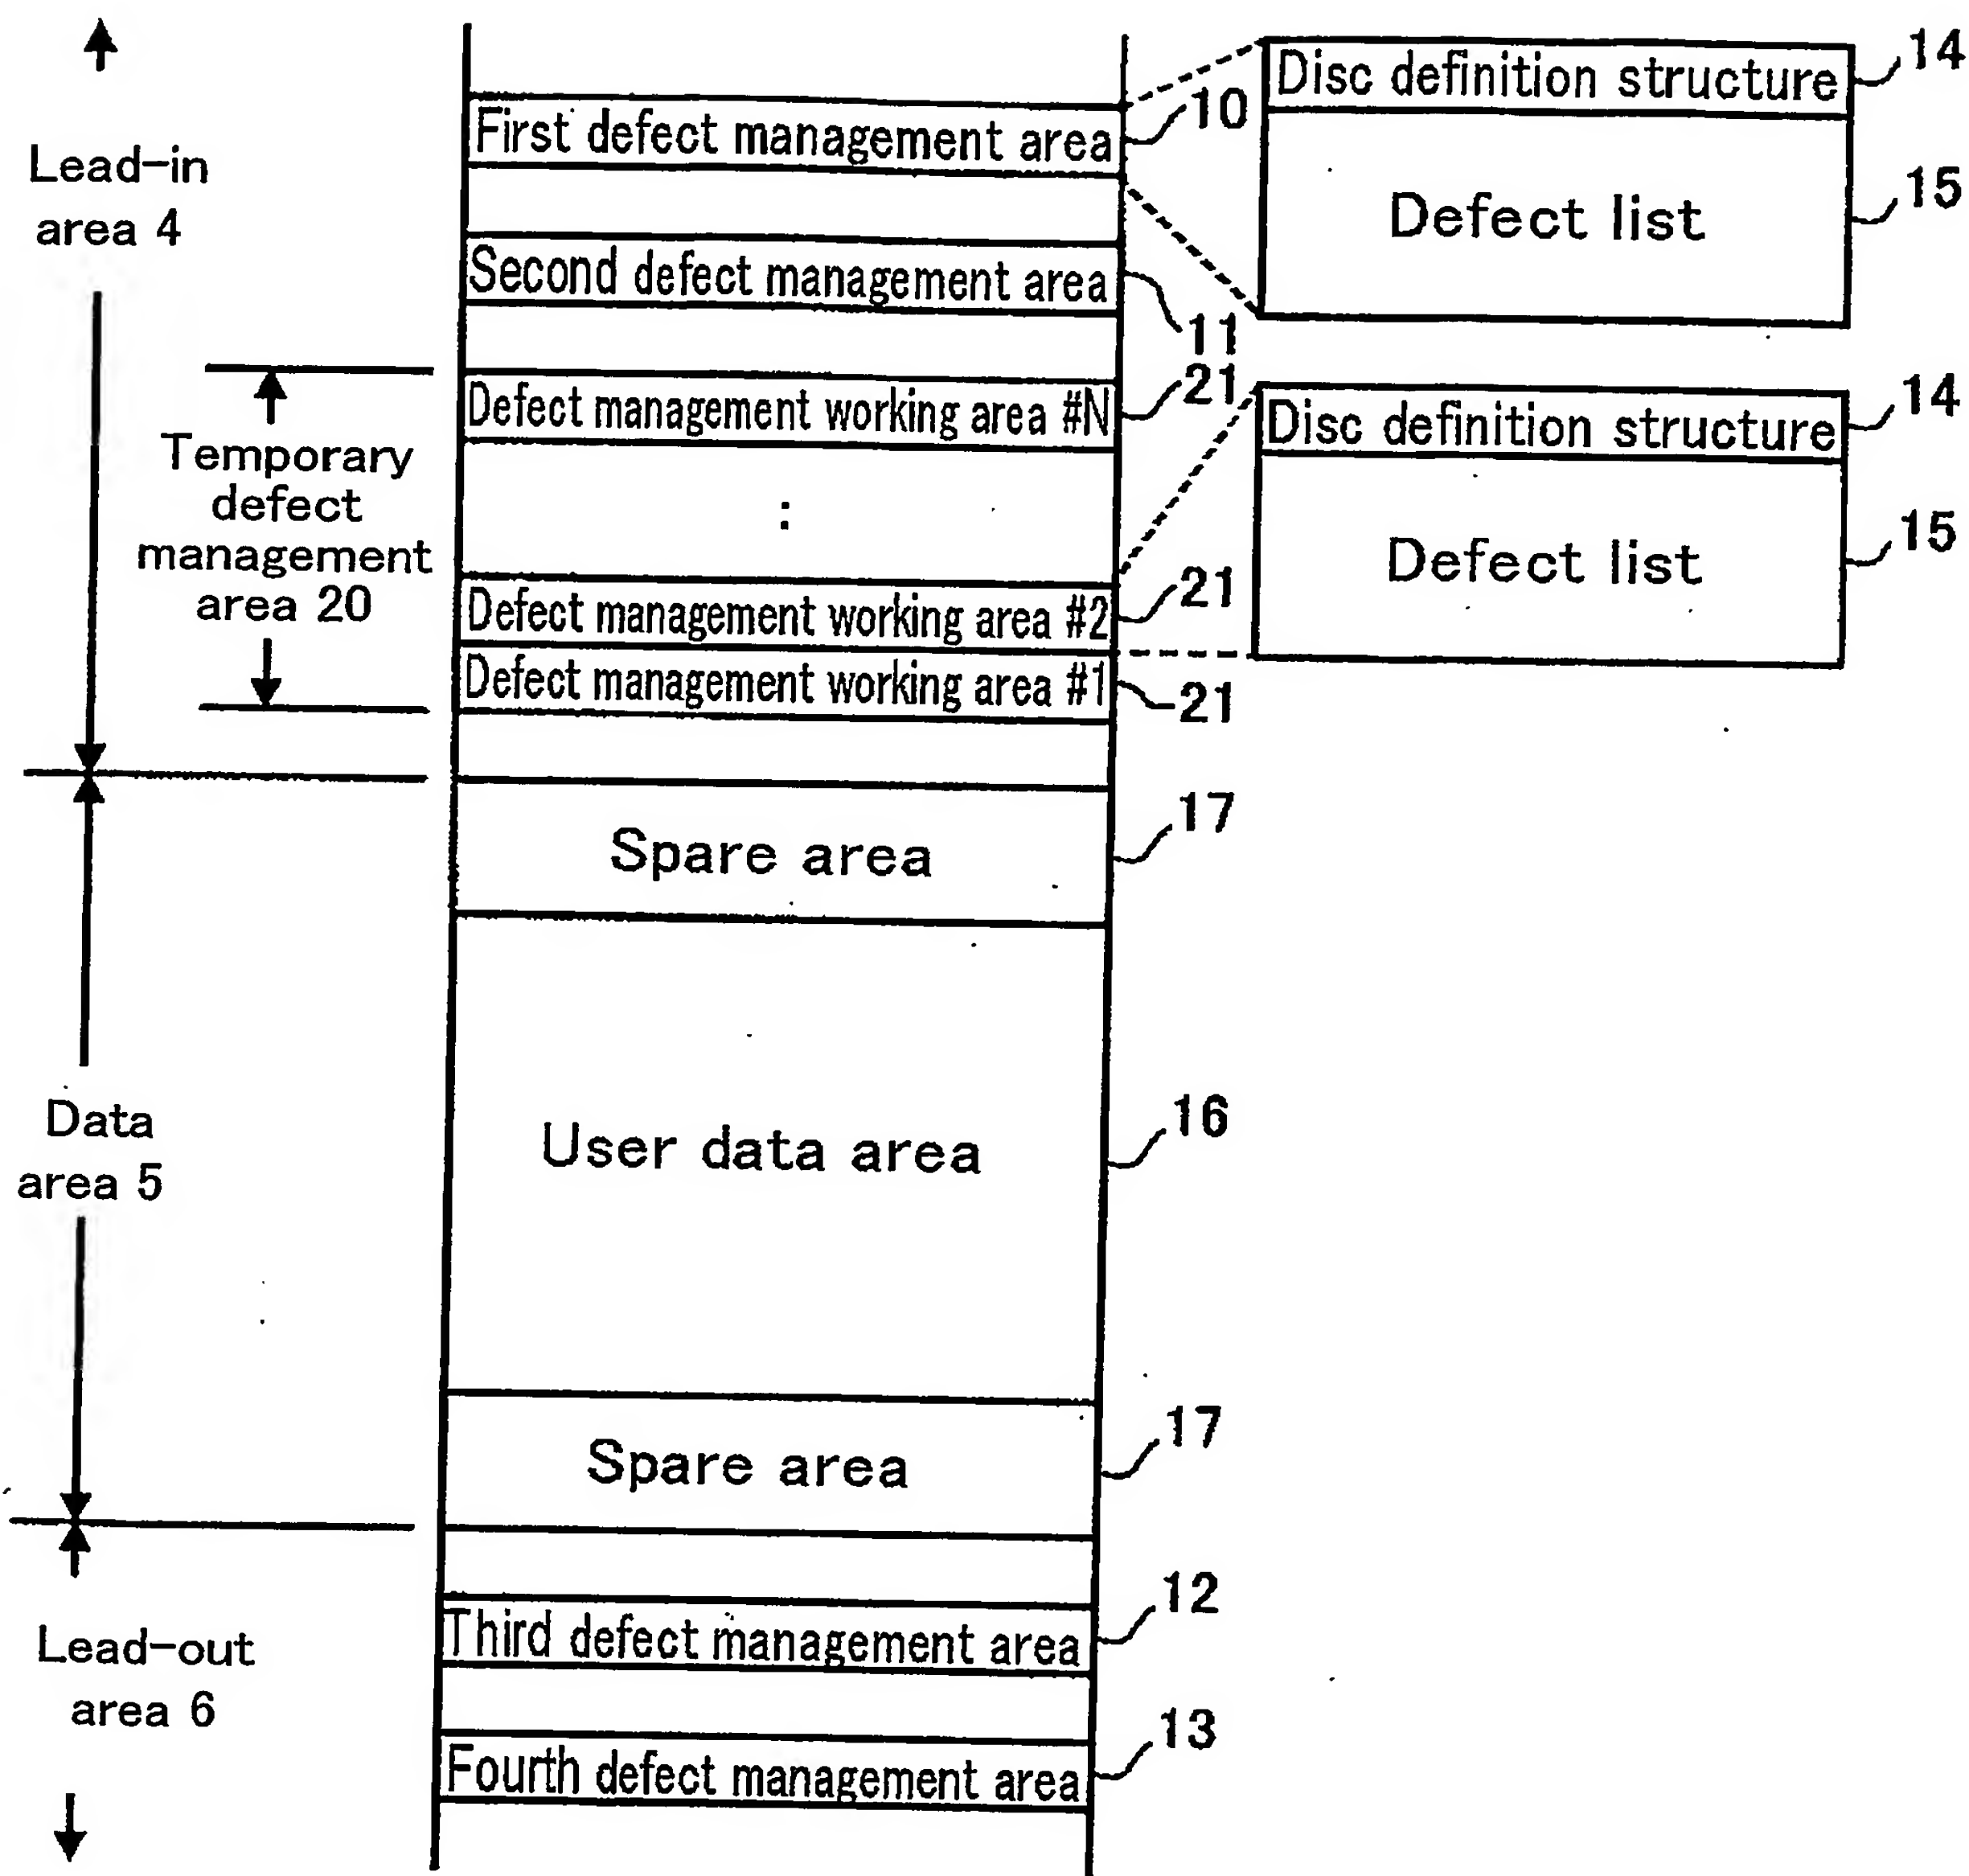 Disc definition structure
14
First defect management area
10
Lead-in
area 4
Defect list
15
Second defect management area
11
Defect management working area #N
21
Disc definition structure
14
Temporary
defect
management
area 20
:
Defect list
15
Defect management working area #2
21
Defect management working area #1
21
Spare area
17
Data
area 5
User data area
16
Spare area
17
Third defect management area
12
Lead-out
area 6
Fourth defect management area
13